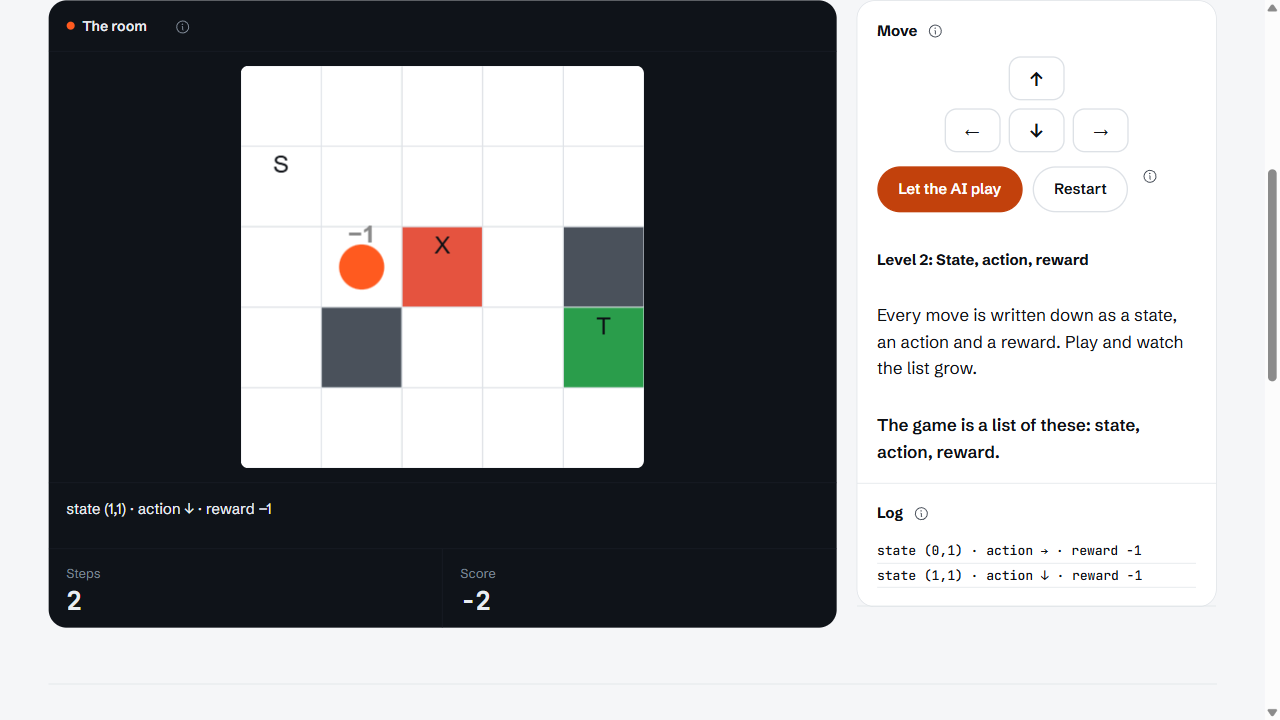 The room
S
−1
X
T
state (1,1) · action ↓ · reward −1
Steps
2
Score
-2
Move
↑
← ↓ →
Let the AI play
Restart
Level 2: State, action, reward
Every move is written down as a state,
an action and a reward. Play and watch
the list grow.
The game is a list of these: state,
action, reward.
Log
state (0,1) · action → · reward -1
state (1,1) · action ↓ · reward -1